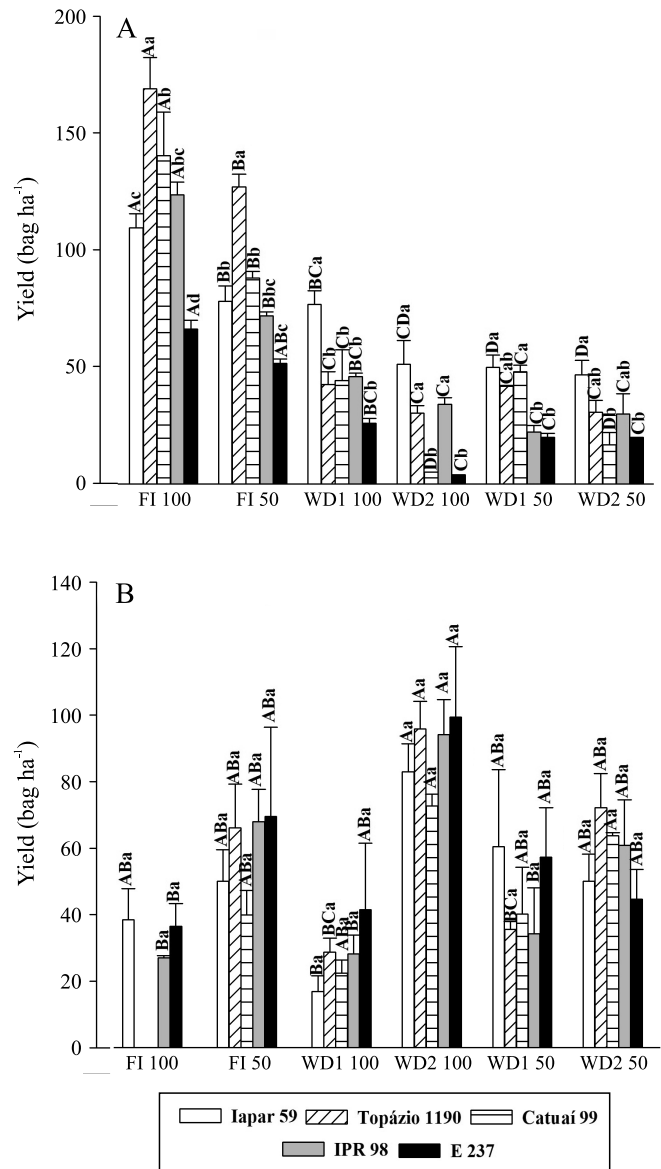 A
200
150
100
50
0
Yield (bag ha-1)
Ac Aa Ab Abc Ad
Bb Ba Bb Bbc ABc
BCa Cb Cb BCb BCb
CDa Ca Db Ca Cb
Da Cab Ca Cb Cb
Da Cab Db Cab Cb
FI 100 FI 50 WD1 100 WD2 100 WD1 50 WD2 50
B
140
120
100
80
60
40
20
0
Yield (bag ha-1)
ABa Ba Ba
ABa ABa ABa ABa ABa
Ba BCa ABa Ba ABa
Aa Aa Aa Aa Aa
ABa BCa ABa Ba ABa
ABa ABa Aa ABa ABa
FI 100 FI 50 WD1 100 WD2 100 WD1 50 WD2 50
Iapar 59 Topázio 1190 Catuaí 99
IPR 98 E 237